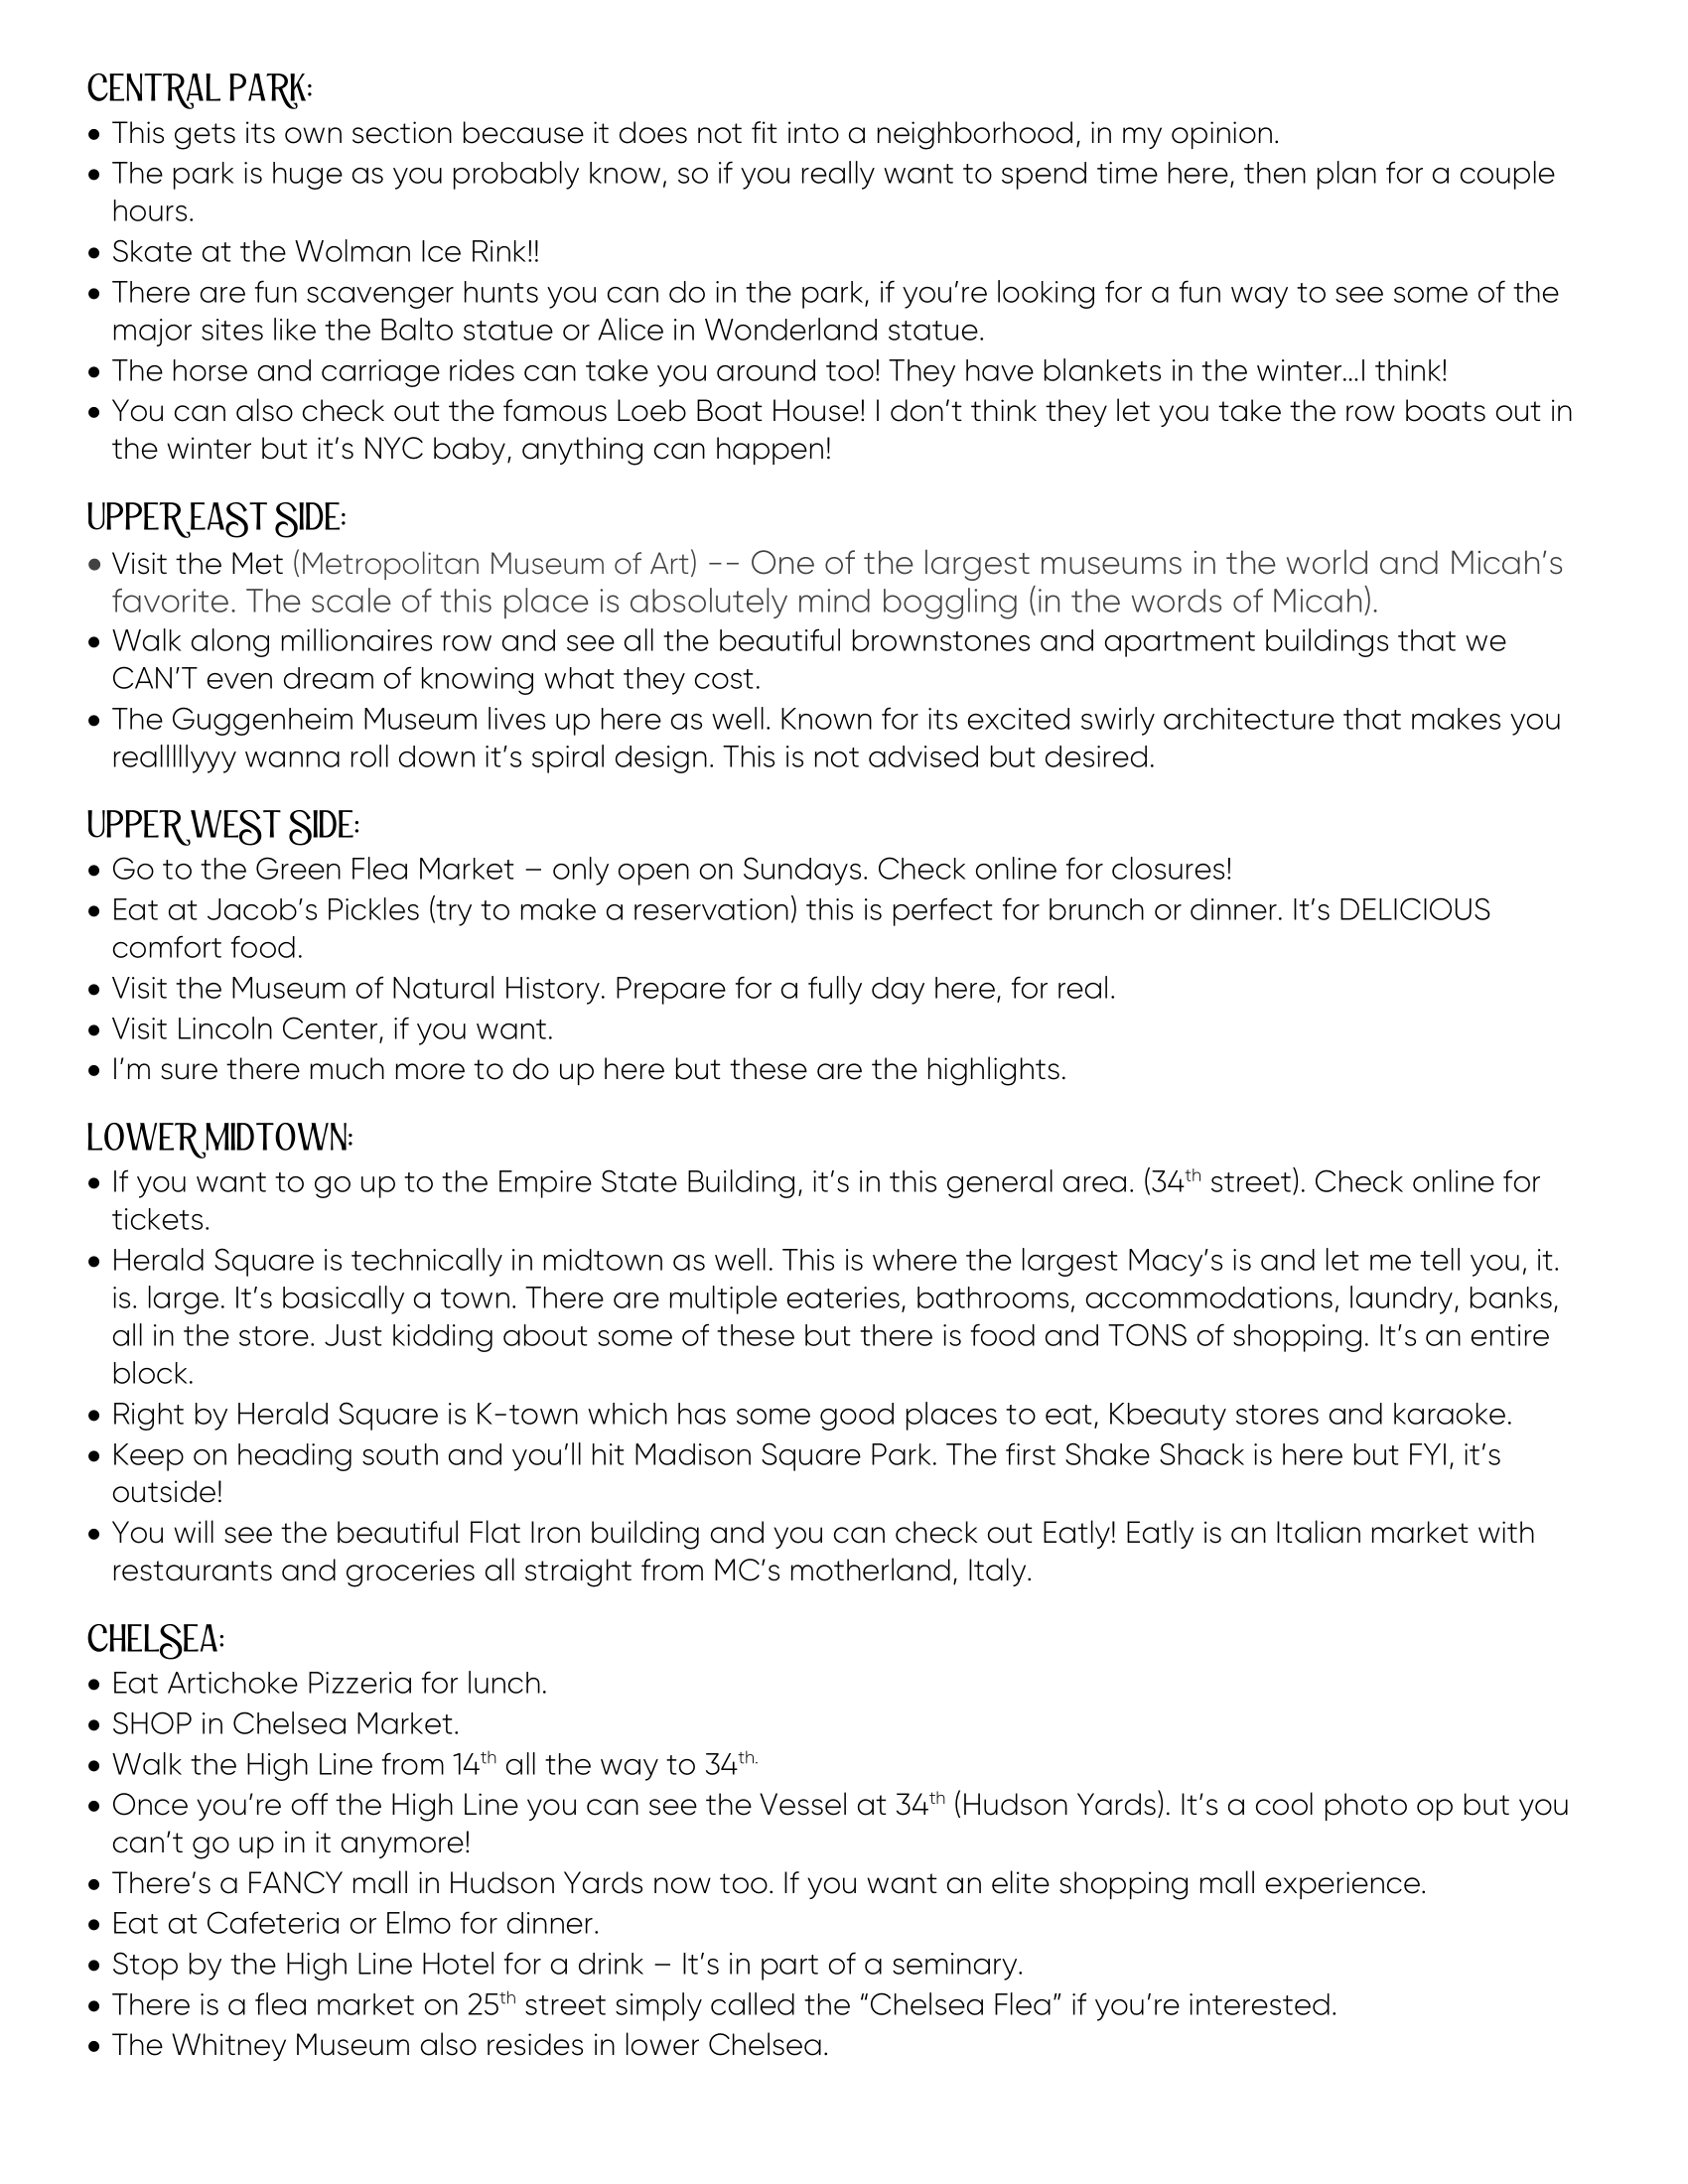 CENTRAL PARK:
• This gets its own section because it does not fit into a neighborhood, in my opinion.
• The park is huge as you probably know, so if you really want to spend time here, then plan for a couple
hours.
• Skate at the Wolman Ice Rink!!
• There are fun scavenger hunts you can do in the park, if you’re looking for a fun way to see some of the
major sites like the Balto statue or Alice in Wonderland statue.
• The horse and carriage rides can take you around too! They have blankets in the winter...I think!
• You can also check out the famous Loeb Boat House! I don’t think they let you take the row boats out in
the winter but it’s NYC baby, anything can happen!
UPPER EAST SIDE:
• Visit the Met (Metropolitan Museum of Art) -- One of the largest museums in the world and Micah’s
favorite. The scale of this place is absolutely mind boggling (in the words of Micah).
• Walk along millionaires row and see all the beautiful brownstones and apartment buildings that we
CAN’T even dream of knowing what they cost.
• The Guggenheim Museum lives up here as well. Known for its excited swirly architecture that makes you
realllllyyy wanna roll down it’s spiral design. This is not advised but desired.
UPPER WEST SIDE:
• Go to the Green Flea Market – only open on Sundays. Check online for closures!
• Eat at Jacob’s Pickles (try to make a reservation) this is perfect for brunch or dinner. It’s DELICIOUS
comfort food.
• Visit the Museum of Natural History. Prepare for a fully day here, for real.
• Visit Lincoln Center, if you want.
• I’m sure there much more to do up here but these are the highlights.
LOWER MIDTOWN:
• If you want to go up to the Empire State Building, it’s in this general area. (34th street). Check online for
tickets.
• Herald Square is technically in midtown as well. This is where the largest Macy’s is and let me tell you, it.
is. large. It’s basically a town. There are multiple eateries, bathrooms, accommodations, laundry, banks,
all in the store. Just kidding about some of these but there is food and TONS of shopping. It’s an entire
block.
• Right by Herald Square is K-town which has some good places to eat, Kbeauty stores and karaoke.
• Keep on heading south and you’ll hit Madison Square Park. The first Shake Shack is here but FYI, it’s
outside!
• You will see the beautiful Flat Iron building and you can check out Eatly! Eatly is an Italian market with
restaurants and groceries all straight from MC’s motherland, Italy.
CHELSEA:
• Eat Artichoke Pizzeria for lunch.
• SHOP in Chelsea Market.
• Walk the High Line from 14th all the way to 34th.
• Once you’re off the High Line you can see the Vessel at 34th (Hudson Yards). It’s a cool photo op but you
can’t go up in it anymore!
• There’s a FANCY mall in Hudson Yards now too. If you want an elite shopping mall experience.
• Eat at Cafeteria or Elmo for dinner.
• Stop by the High Line Hotel for a drink – It’s in part of a seminary.
• There is a flea market on 25th street simply called the “Chelsea Flea” if you’re interested.
• The Whitney Museum also resides in lower Chelsea.